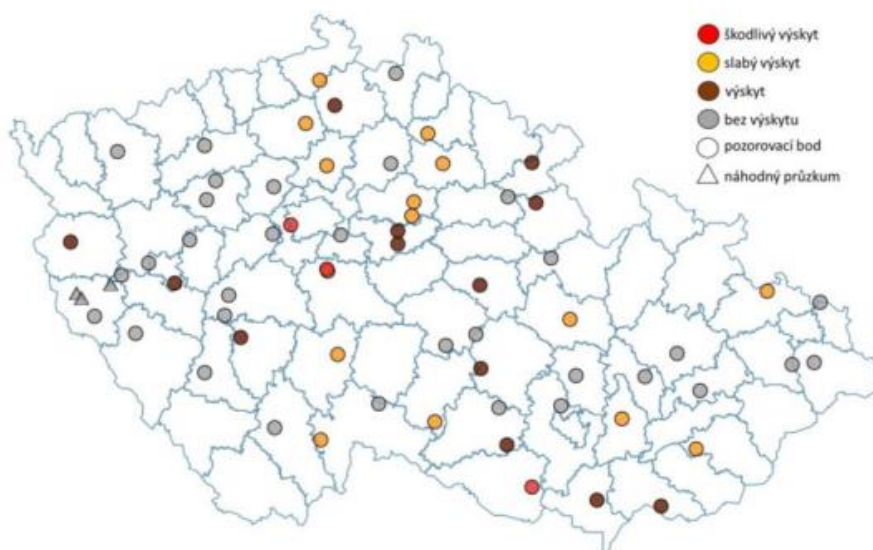 škodlivý výskyt
slabý výskyt
výskyt
bez výskytu
pozorovací bod
náhodný průzkum